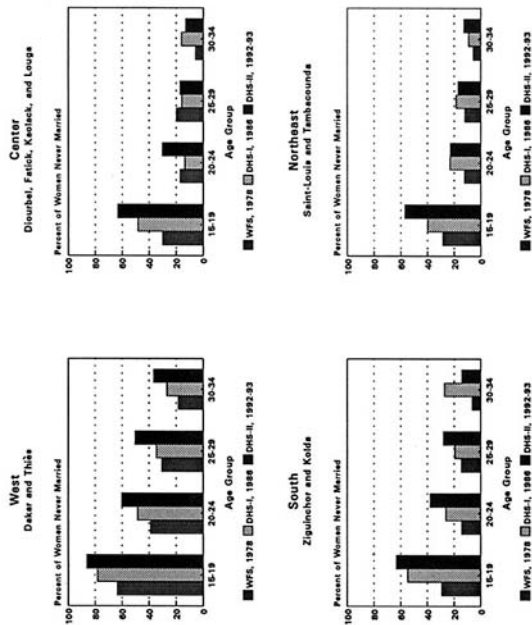 West
Dakar and Thiès
Percent of Women Never Married
100
80
60
40
20
0
15-19 20-24 25-29 30-34
Age Group
WFS, 1978 DHS-I, 1986 DHS-II, 1992-93
Center
Diourbel, Fatick, Kaolack, and Louga
Percent of Women Never Married
100
80
60
40
20
0
15-19 20-24 25-29 30-34
Age Group
WFS, 1978 DHS-I, 1986 DHS-II, 1992-93
South
Ziguinchor and Kolda
Percent of Women Never Married
100
80
60
40
20
0
15-19 20-24 25-29 30-34
Age Group
WFS, 1978 DHS-I, 1986 DHS-II, 1992-93
Northeast
Saint-Louis and Tambacounda
Percent of Women Never Married
100
80
60
40
20
0
15-19 20-24 25-29 30-34
Age Group
WFS, 1978 DHS-I, 1986 DHS-II, 1992-93